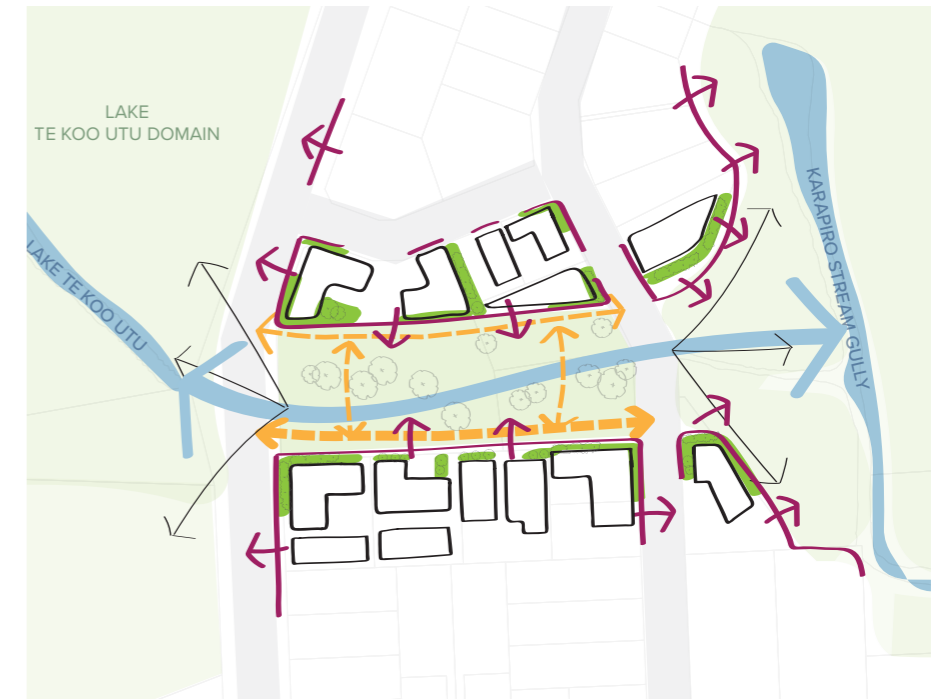 LAKE
TE KOO UTU DOMAIN
LAKE TE KOO UTU
KARAPIRO STREAM GULLY